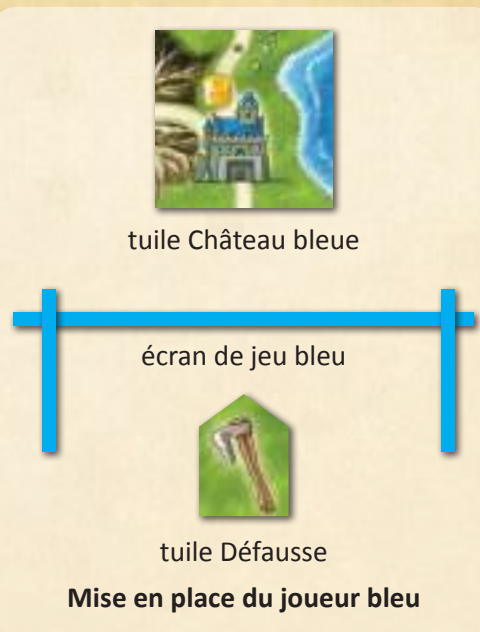 tuile Château bleue
écran de jeu bleu
tuile Défausse
Mise en place du joueur bleu